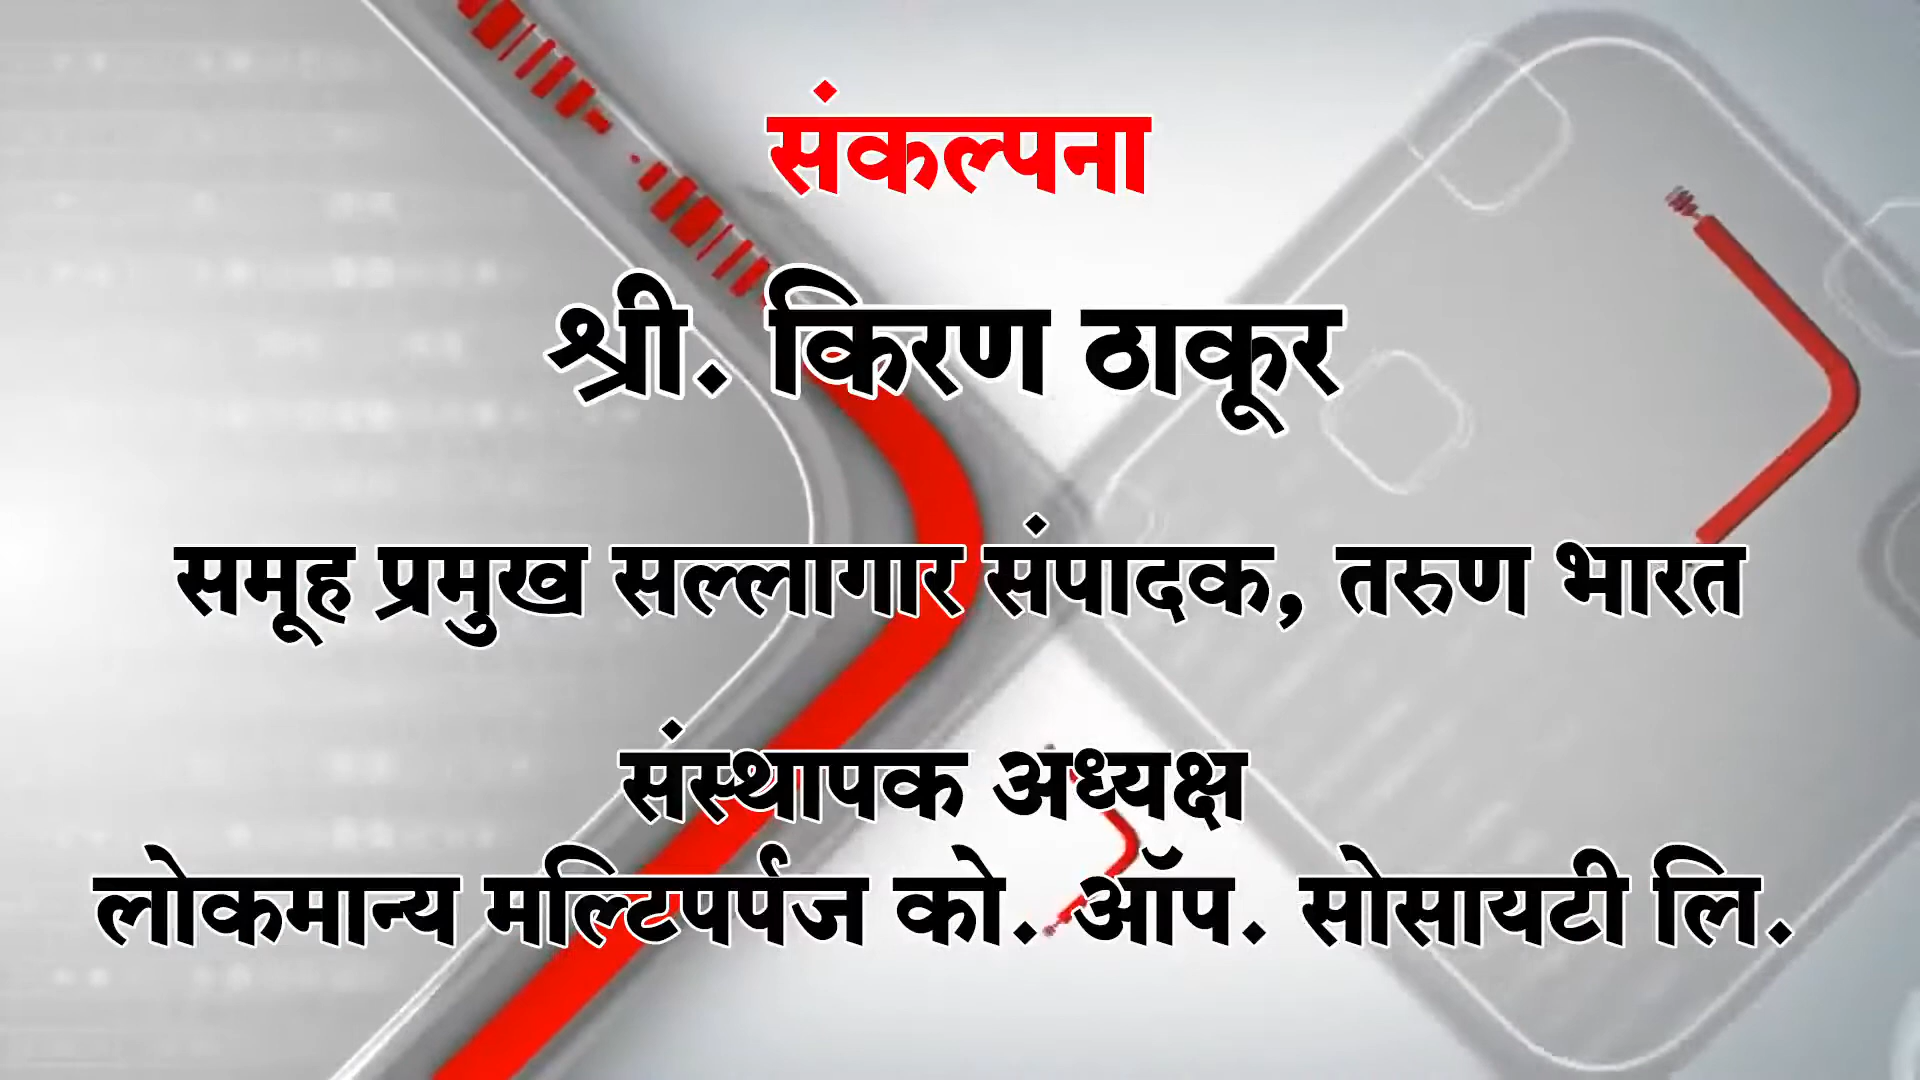 संकल्पना
श्री. किरण ठाकूर
समूह प्रमुख सल्लागार संपादक, तरुण भारत
संस्थापक अध्यक्ष
लोकमान्य मल्टिपर्पज को. ऑप. सोसायटी लि.